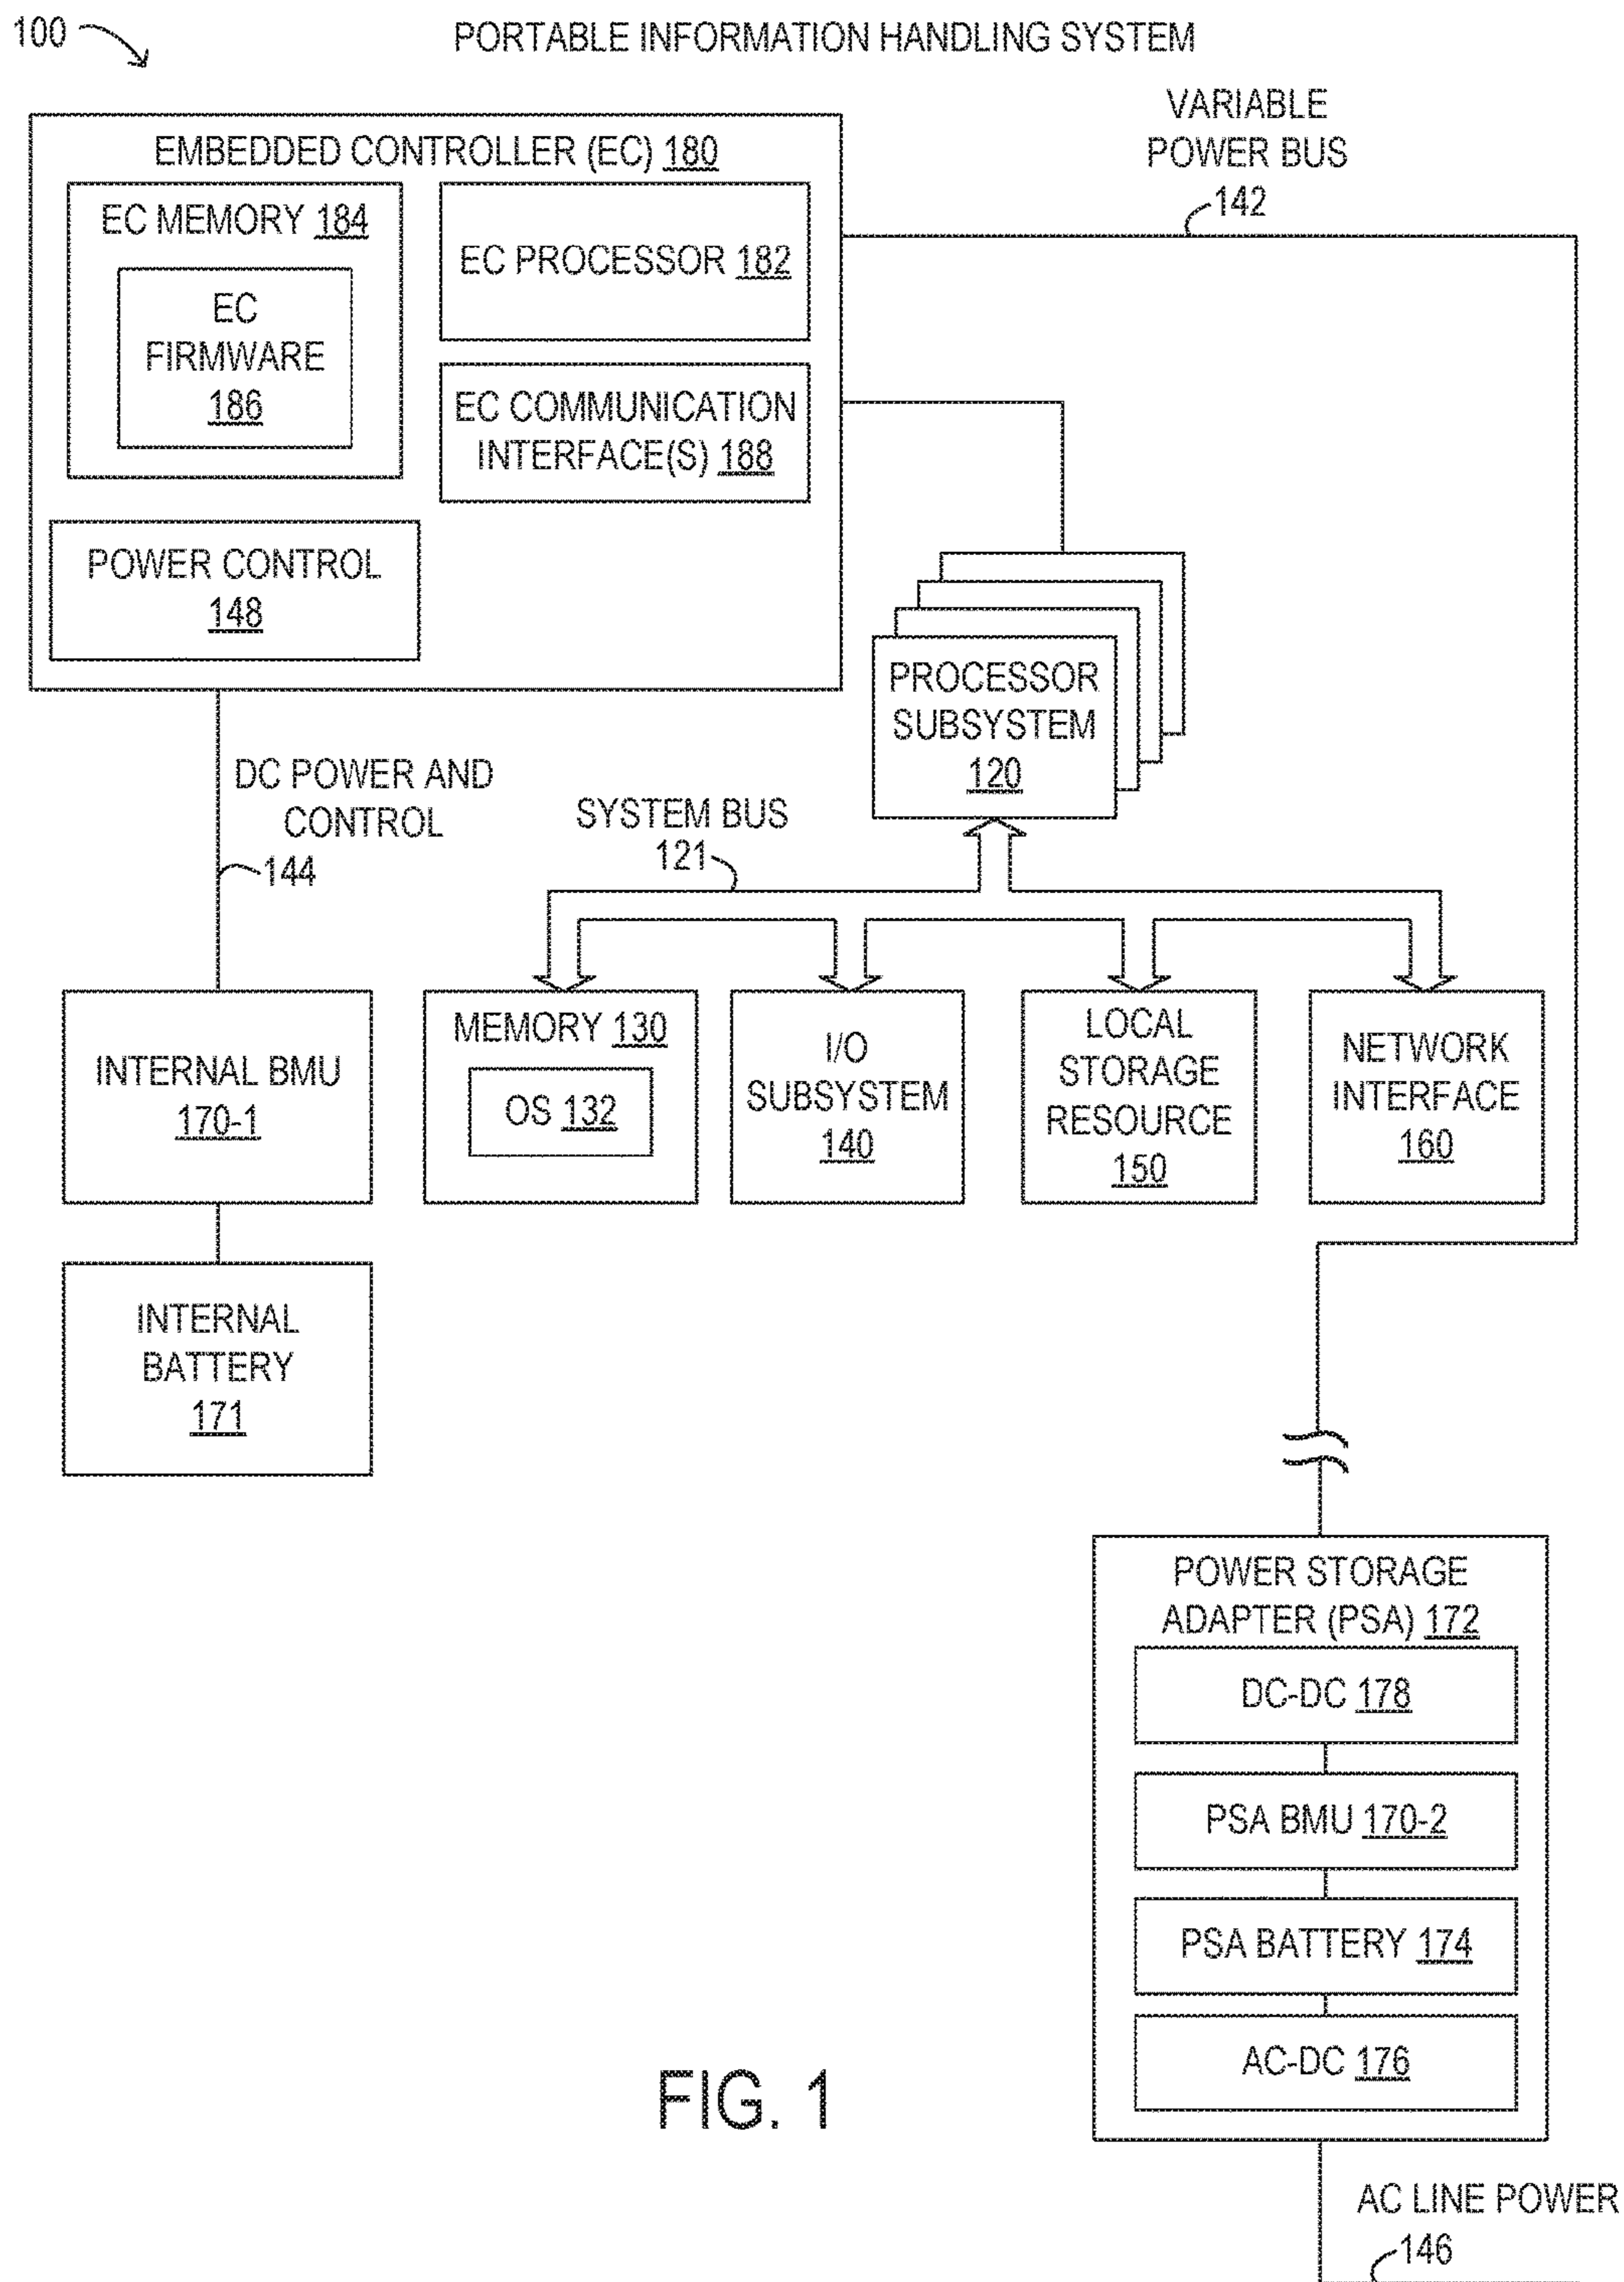 100
PORTABLE INFORMATION HANDLING SYSTEM
VARIABLE
POWER BUS
142
EMBEDDED CONTROLLER (EC) 180
EC MEMORY 184
EC
FIRMWARE
186
EC PROCESSOR 182
EC COMMUNICATION
INTERFACE(S) 188
POWER CONTROL
148
PROCESSOR
SUBSYSTEM
120
DC POWER AND
CONTROL
144
SYSTEM BUS
121
INTERNAL BMU
170-1
MEMORY 130
OS 132
I/O
SUBSYSTEM
140
LOCAL
STORAGE
RESOURCE
150
NETWORK
INTERFACE
160
INTERNAL
BATTERY
171
POWER STORAGE
ADAPTER (PSA) 172
DC-DC 178
PSA BMU 170-2
PSA BATTERY 174
AC-DC 176
FIG. 1
AC LINE POWER
146